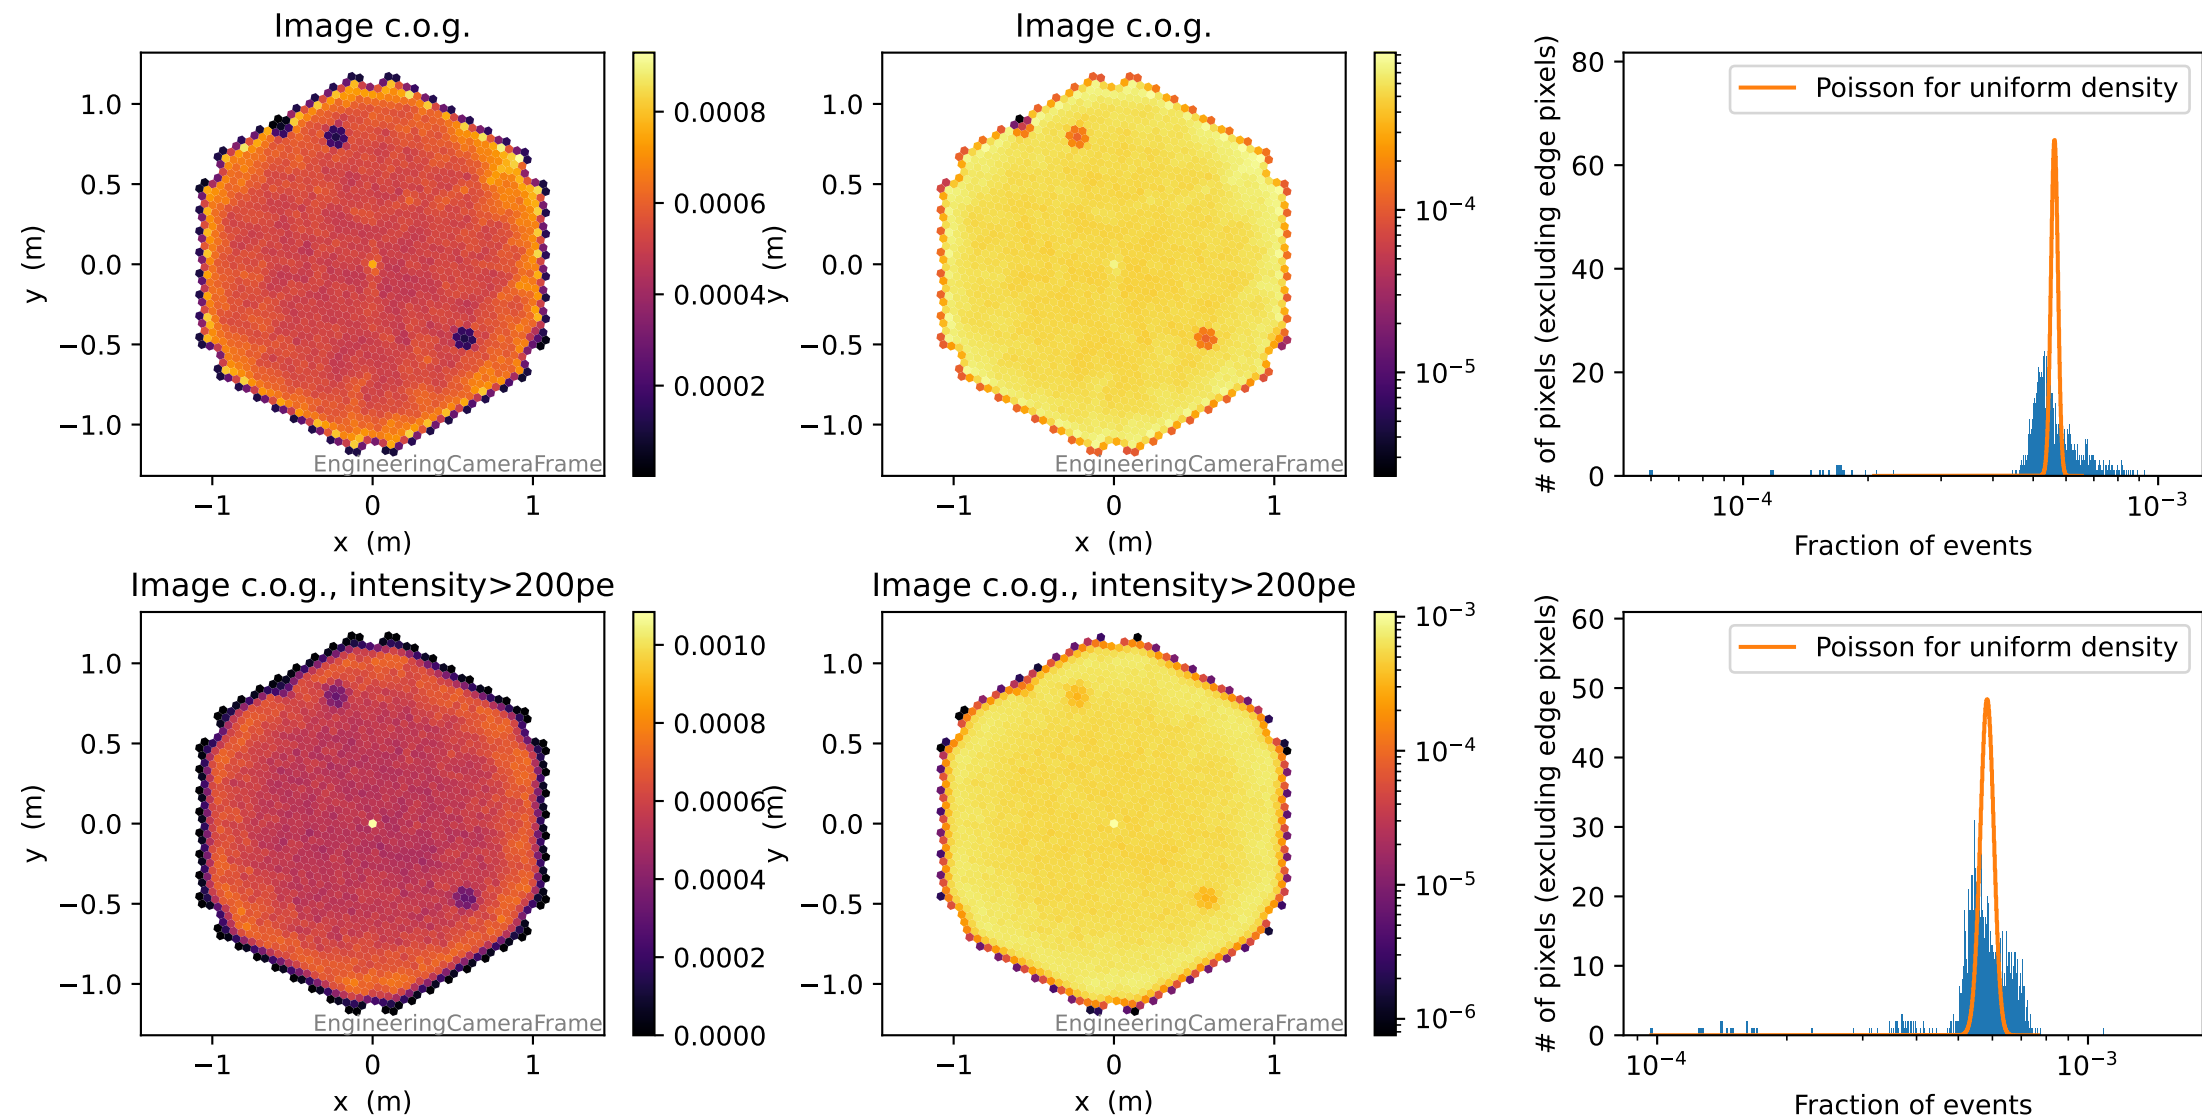 Image c.o.g.
y (m)
1.0
0.5
0.0
−0.5
−1.0
−1
0
1
x (m)
EngineeringCameraFrame
0.0008
0.0006
0.0004
0.0002
Image c.o.g.
y (m)
1.0
0.5
0.0
−0.5
−1.0
−1
0
1
x (m)
EngineeringCameraFrame
10⁻⁴
10⁻⁵
# of pixels (excluding edge pixels)
80
60
40
20
0
Poisson for uniform density
10⁻⁴
10⁻³
Fraction of events
Image c.o.g., intensity>200pe
y (m)
1.0
0.5
0.0
−0.5
−1.0
−1
0
1
x (m)
EngineeringCameraFrame
0.0010
0.0008
0.0006
0.0004
0.0002
0.0000
Image c.o.g., intensity>200pe
y (m)
1.0
0.5
0.0
−0.5
−1.0
−1
0
1
x (m)
EngineeringCameraFrame
10⁻³
10⁻⁴
10⁻⁵
10⁻⁶
# of pixels (excluding edge pixels)
60
50
40
30
20
10
0
Poisson for uniform density
10⁻⁴
10⁻³
Fraction of events